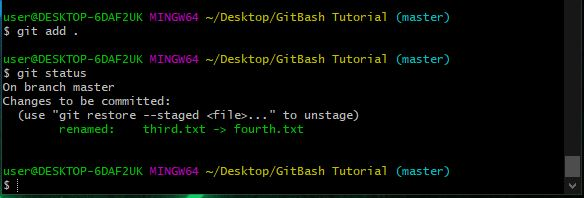 user@DESKTOP-6DAF2UK MINGW64 ~/Desktop/GitBash Tutorial (master)
$ git add .
user@DESKTOP-6DAF2UK MINGW64 ~/Desktop/GitBash Tutorial (master)
$ git status
On branch master
Changes to be committed:
  (use "git restore --staged <file>..." to unstage)
        renamed:    third.txt -> fourth.txt
user@DESKTOP-6DAF2UK MINGW64 ~/Desktop/GitBash Tutorial (master)
$